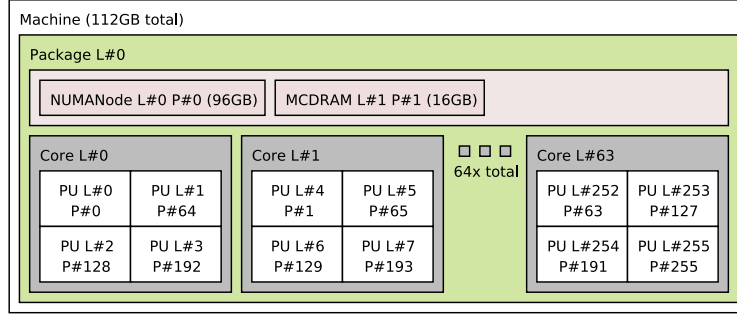 Machine (112GB total)
Package L#0
NUMANode L#0 P#0 (96GB)
MCDRAM L#1 P#1 (16GB)
Core L#0
PU L#0
P#0
PU L#1
P#64
PU L#2
P#128
PU L#3
P#192
Core L#1
PU L#4
P#1
PU L#5
P#65
PU L#6
P#129
PU L#7
P#193
64x total
Core L#63
PU L#252
P#63
PU L#253
P#127
PU L#254
P#191
PU L#255
P#255